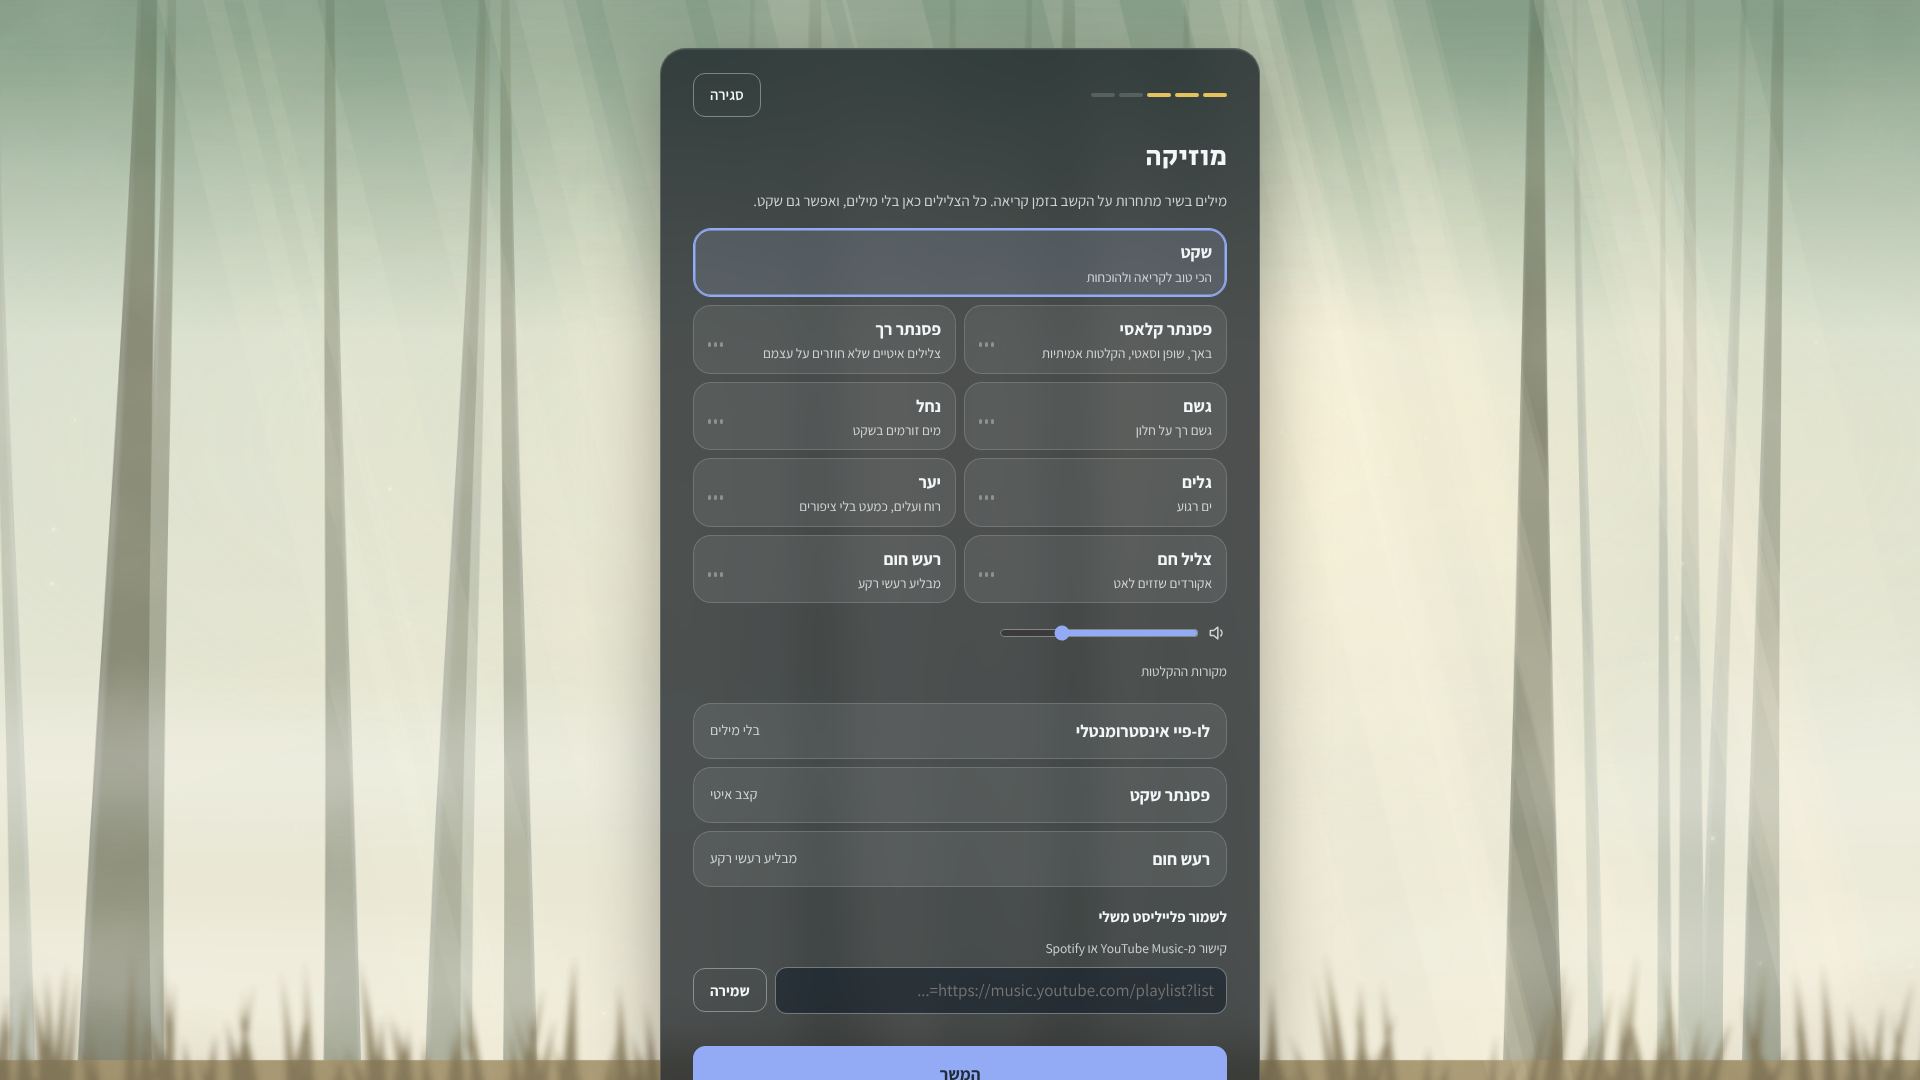 סגירה
מוזיקה
מילים בשיר מתחרות על הקשב בזמן קריאה. כל הצלילים כאן בלי מילים, ואפשר גם שקט.
שקט
הכי טוב לקריאה ולהוכחות
פסנתר קלאסי
באך, שופן וסאטי, הקלטות אמיתיות
פסנתר רך
צלילים איטיים שלא חוזרים על עצמם
גשם
גשם רך על חלון
נחל
מים זורמים בשקט
גלים
ים רגוע
יער
רוח ועלים, כמעט בלי ציפורים
צליל חם
אקורדים שזזים לאט
רעש חום
מבליע רעשי רקע
מקורות ההקלטות
לו-פיי אינסטרומנטלי
בלי מילים
פסנתר שקט
קצב איטי
רעש חום
מבליע רעשי רקע
לשמור פלייליסט משלי
קישור מ-YouTube Music או Spotify
https://music.youtube.com/playlist?list=...
שמירה
המשך